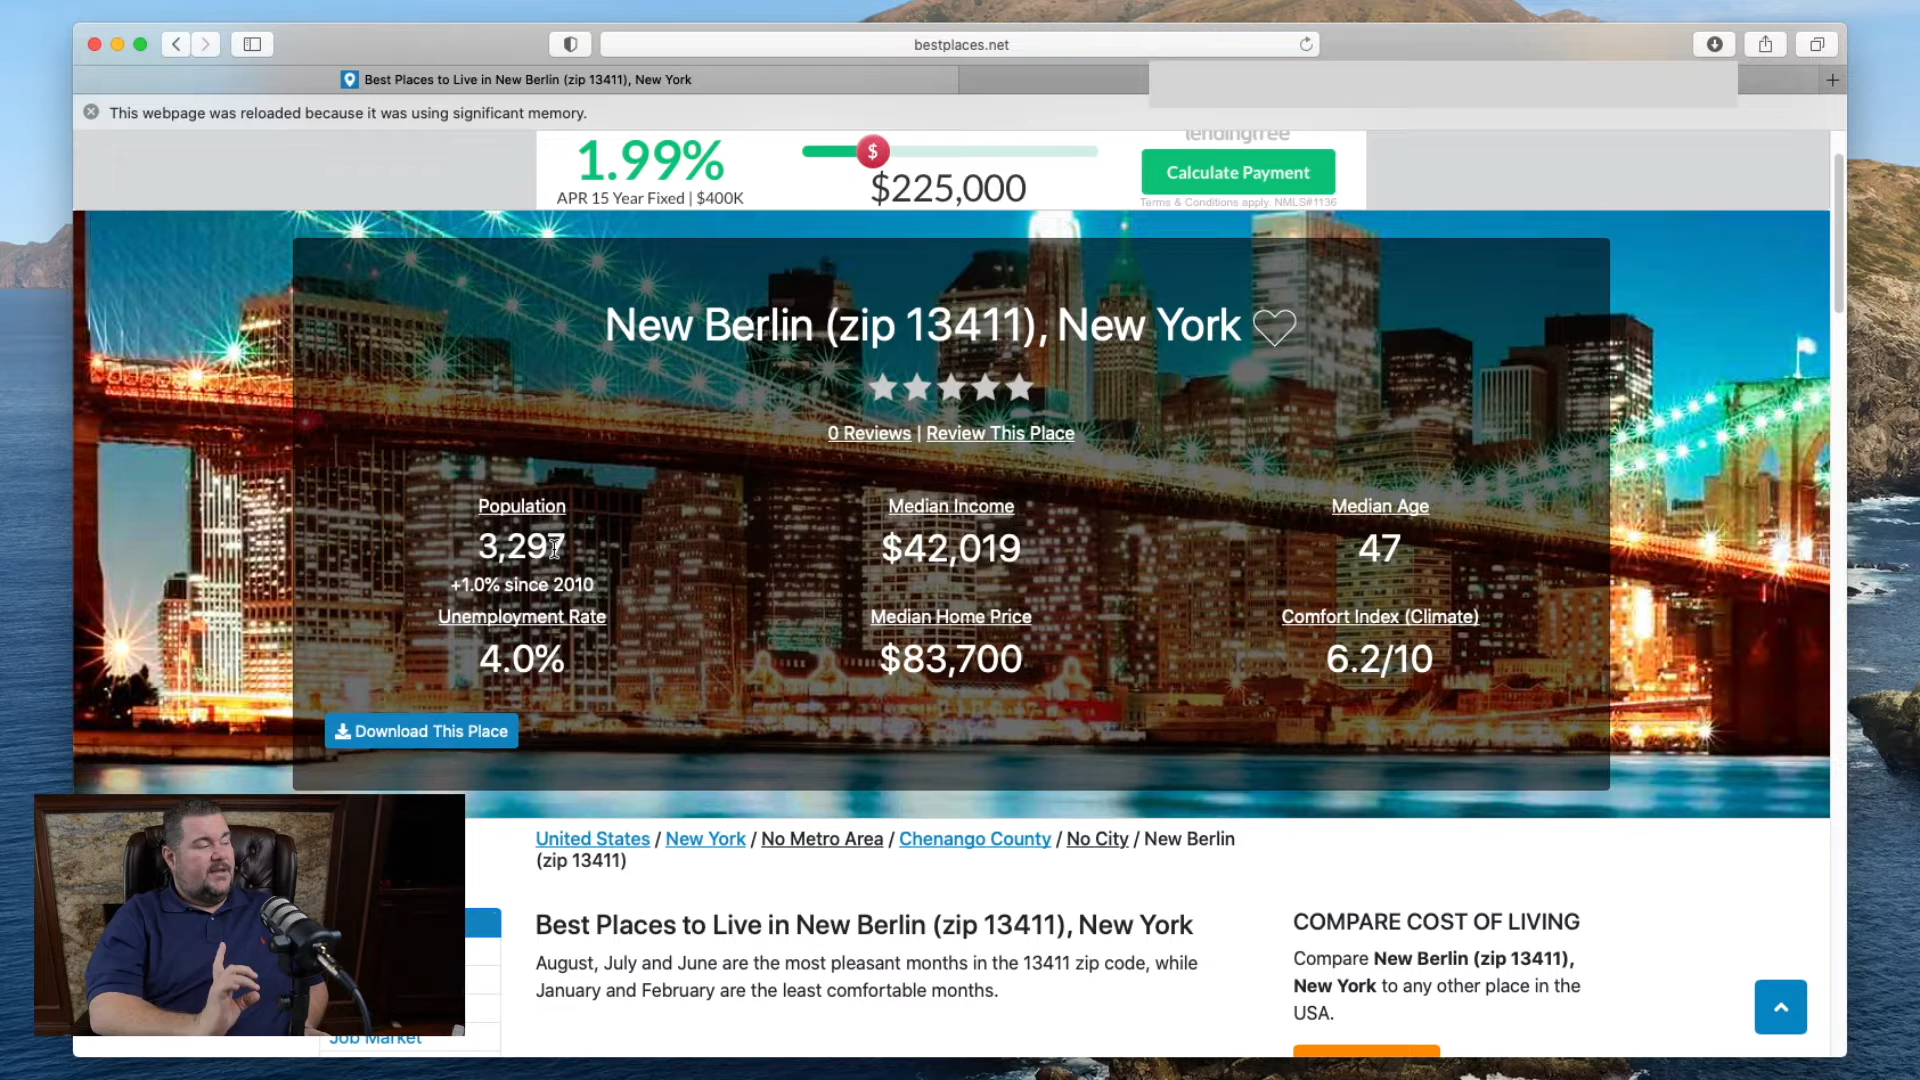 bestplaces.net
Best Places to Live in New Berlin (zip 13411), New York
This webpage was reloaded because it was using significant memory.
1.99%
APR 15 Year Fixed | $400K
$
$225,000
lendingtree
Calculate Payment
Terms & Conditions apply. NMLS#1136
New Berlin (zip 13411), New York
0 Reviews | Review This Place
Population
3,297
+1.0% since 2010
Median Income
$42,019
Median Age
47
Unemployment Rate
4.0%
Median Home Price
$83,700
Comfort Index (Climate)
6.2/10
Download This Place
United States / New York / No Metro Area / Chenango County / No City / New Berlin
(zip 13411)
Best Places to Live in New Berlin (zip 13411), New York
August, July and June are the most pleasant months in the 13411 zip code, while
January and February are the least comfortable months.
COMPARE COST OF LIVING
Compare New Berlin (zip 13411),
New York to any other place in the
USA.
Job Market